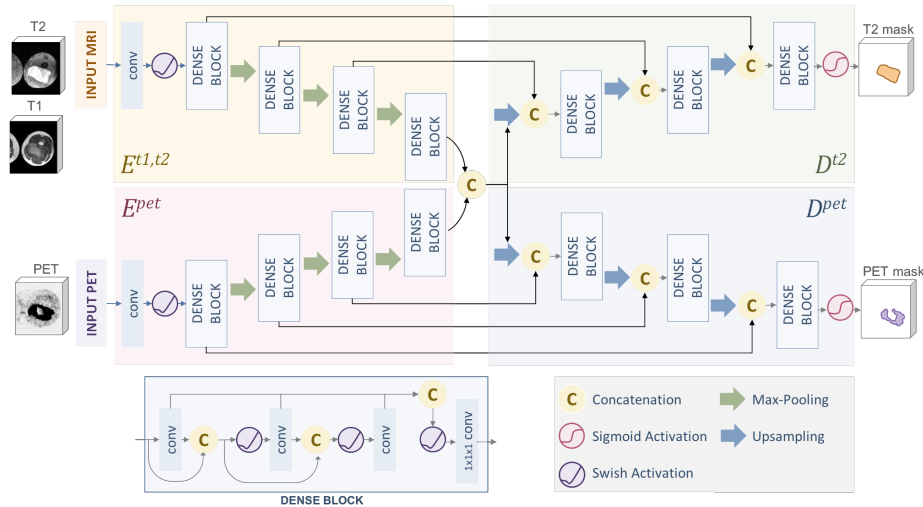 T2
T1
INPUT MRI
conv
DENSE
BLOCK
DENSE
BLOCK
DENSE
BLOCK
DENSE
BLOCK
E^{t1,t2}
C
C
DENSE
BLOCK
C
DENSE
BLOCK
C
DENSE
BLOCK
T2 mask
D^{t2}
PET
INPUT PET
conv
E^{pet}
DENSE
BLOCK
DENSE
BLOCK
DENSE
BLOCK
DENSE
BLOCK
C
DENSE
BLOCK
C
DENSE
BLOCK
C
DENSE
BLOCK
D^{pet}
PET mask
conv
C
conv
C
conv
C
1x1x1 conv
DENSE BLOCK
C Concatenation
Max-Pooling
Sigmoid Activation
Upsampling
Swish Activation